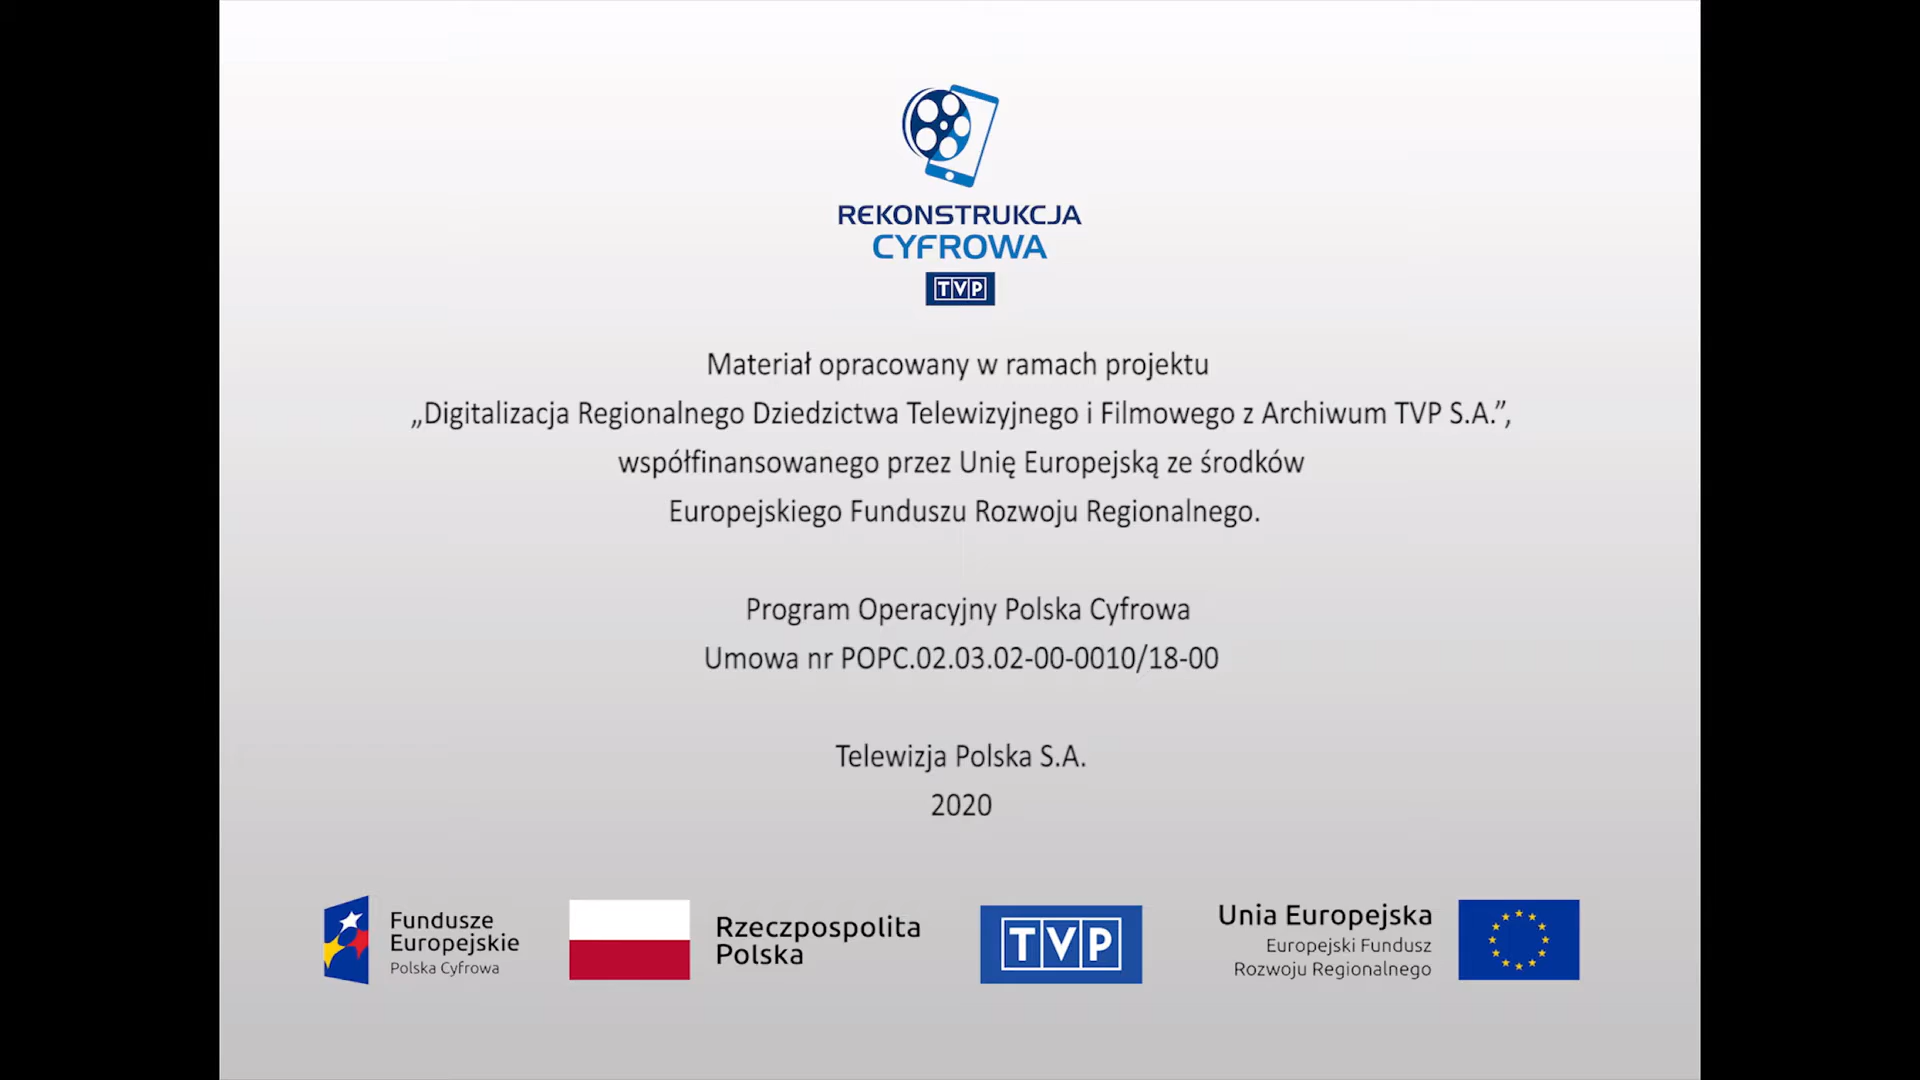 REKONSTRUKCJA
CYFROWA
TVP
Materiał opracowany w ramach projektu
„Digitalizacja Regionalnego Dziedzictwa Telewizyjnego i Filmowego z Archiwum TVP S.A.”,
współfinansowanego przez Unię Europejską ze środków
Europejskiego Funduszu Rozwoju Regionalnego.
Program Operacyjny Polska Cyfrowa
Umowa nr POPC.02.03.02-00-0010/18-00
Telewizja Polska S.A.
2020
Fundusze
Europejskie
Polska Cyfrowa
Rzeczpospolita
Polska
TVP
Unia Europejska
Europejski Fundusz
Rozwoju Regionalnego